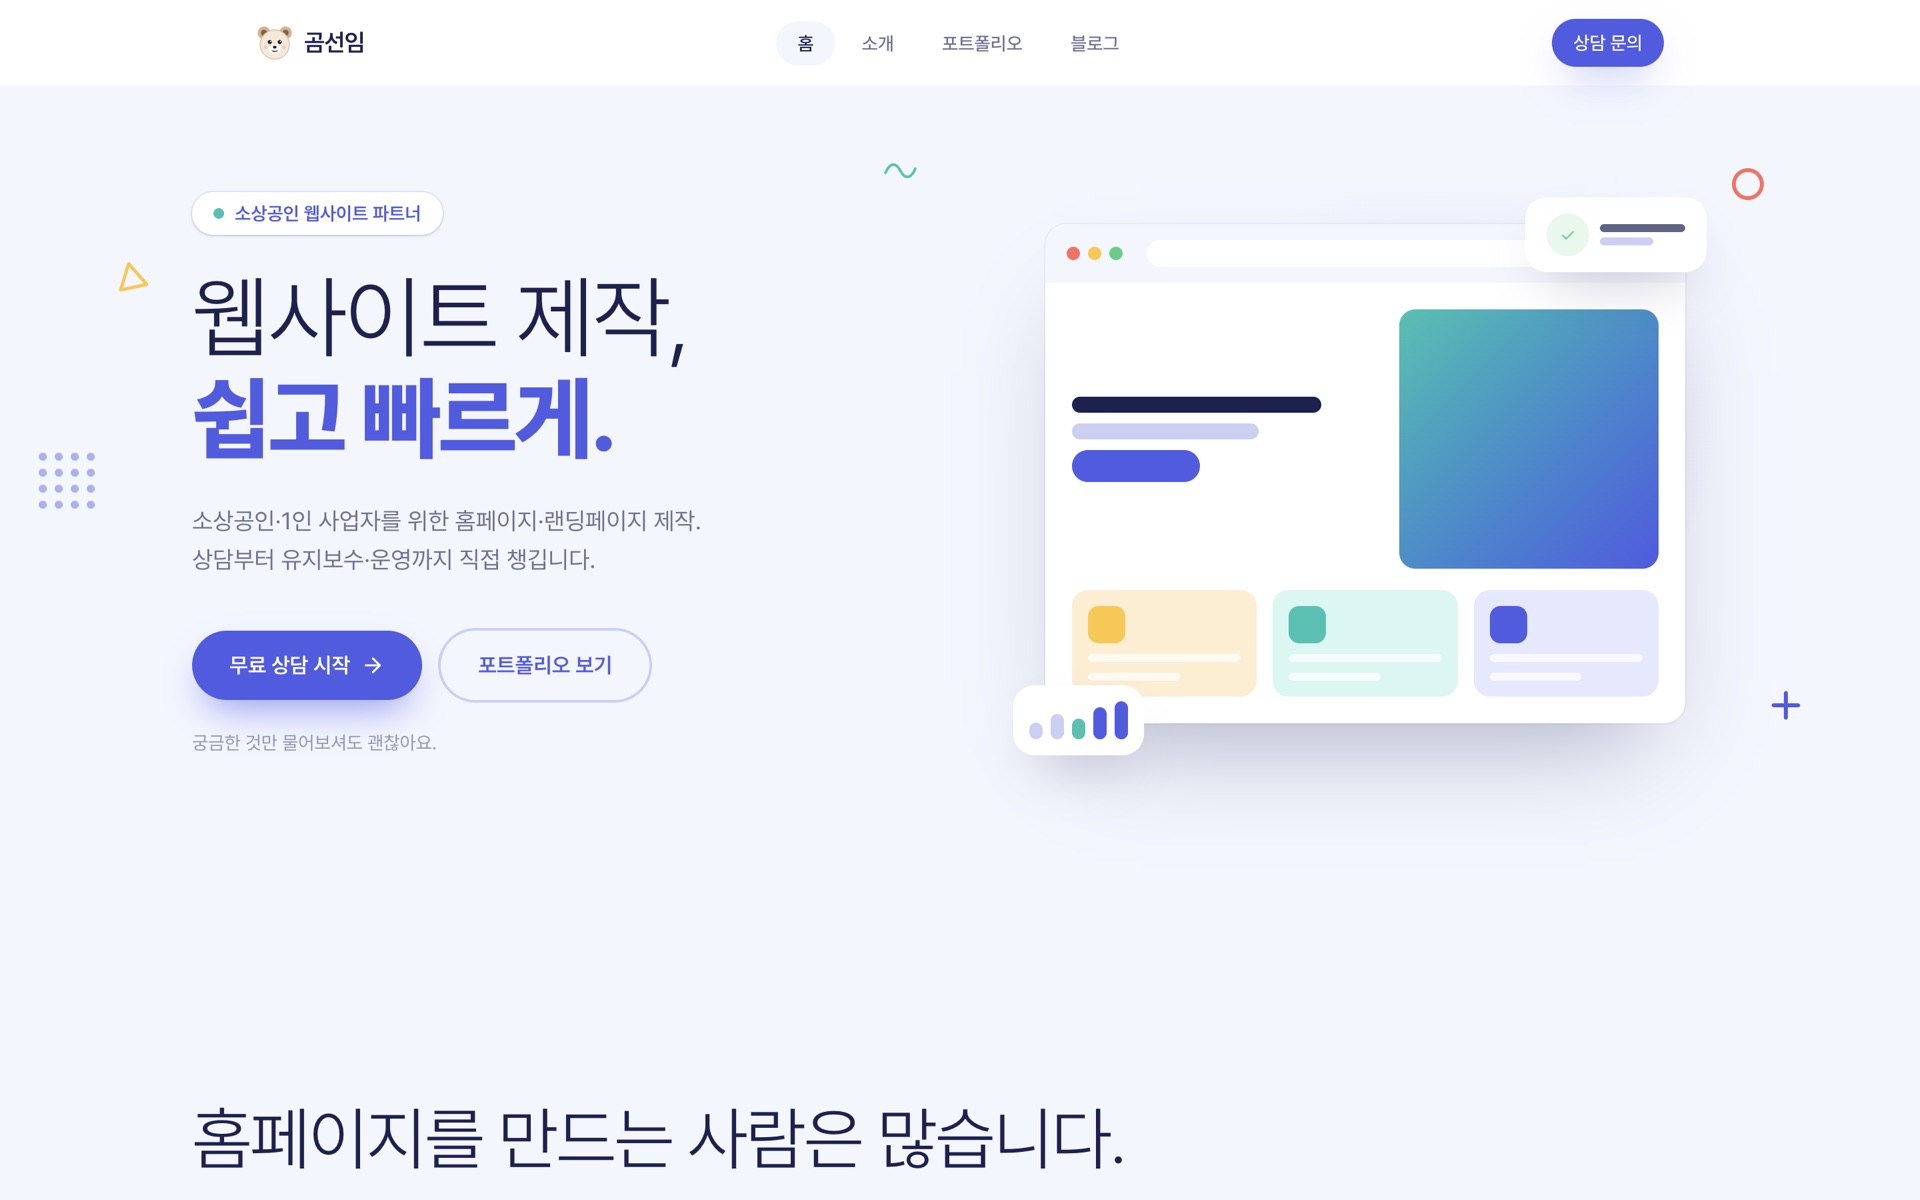 곰선임
홈
소개
포트폴리오
블로그
상담 문의
소상공인 웹사이트 파트너
웹사이트 제작,
쉽고 빠르게.
소상공인·1인 사업자를 위한 홈페이지·랜딩페이지 제작.
상담부터 유지보수·운영까지 직접 챙깁니다.
무료 상담 시작
포트폴리오 보기
궁금한 것만 물어보셔도 괜찮아요.
홈페이지를 만드는 사람은 많습니다.